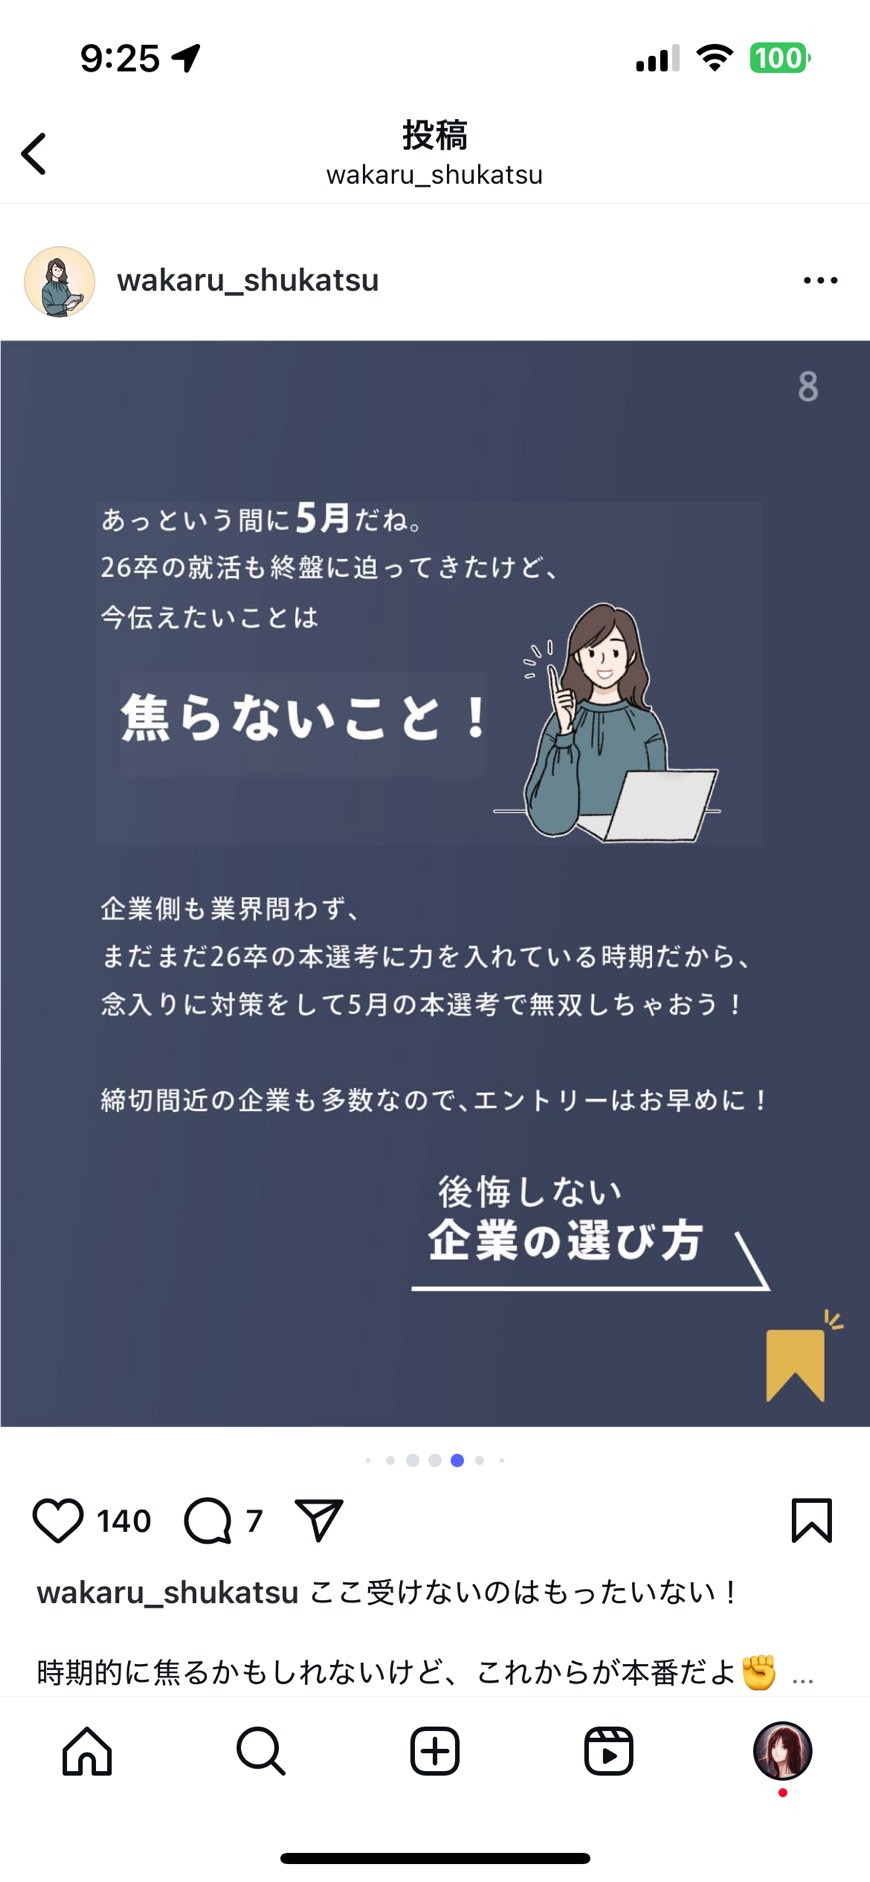 9:25
100
投稿
wakaru_shukatsu
wakaru_shukatsu
8
あっという間に5月だね。
26卒の就活も終盤に迫ってきたけど、
今伝えたいことは
焦らないこと！
企業側も業界問わず、
まだまだ26卒の本選考に力を入れている時期だから、
念入りに対策をして5月の本選考で無双しちゃおう！
締切間近の企業も多数なので、エントリーはお早めに！
後悔しない
企業の選び方
140
7
wakaru_shukatsu ここ受けないのはもったいない！
時期的に焦るかもしれないけど、これからが本番だよ✊ ...